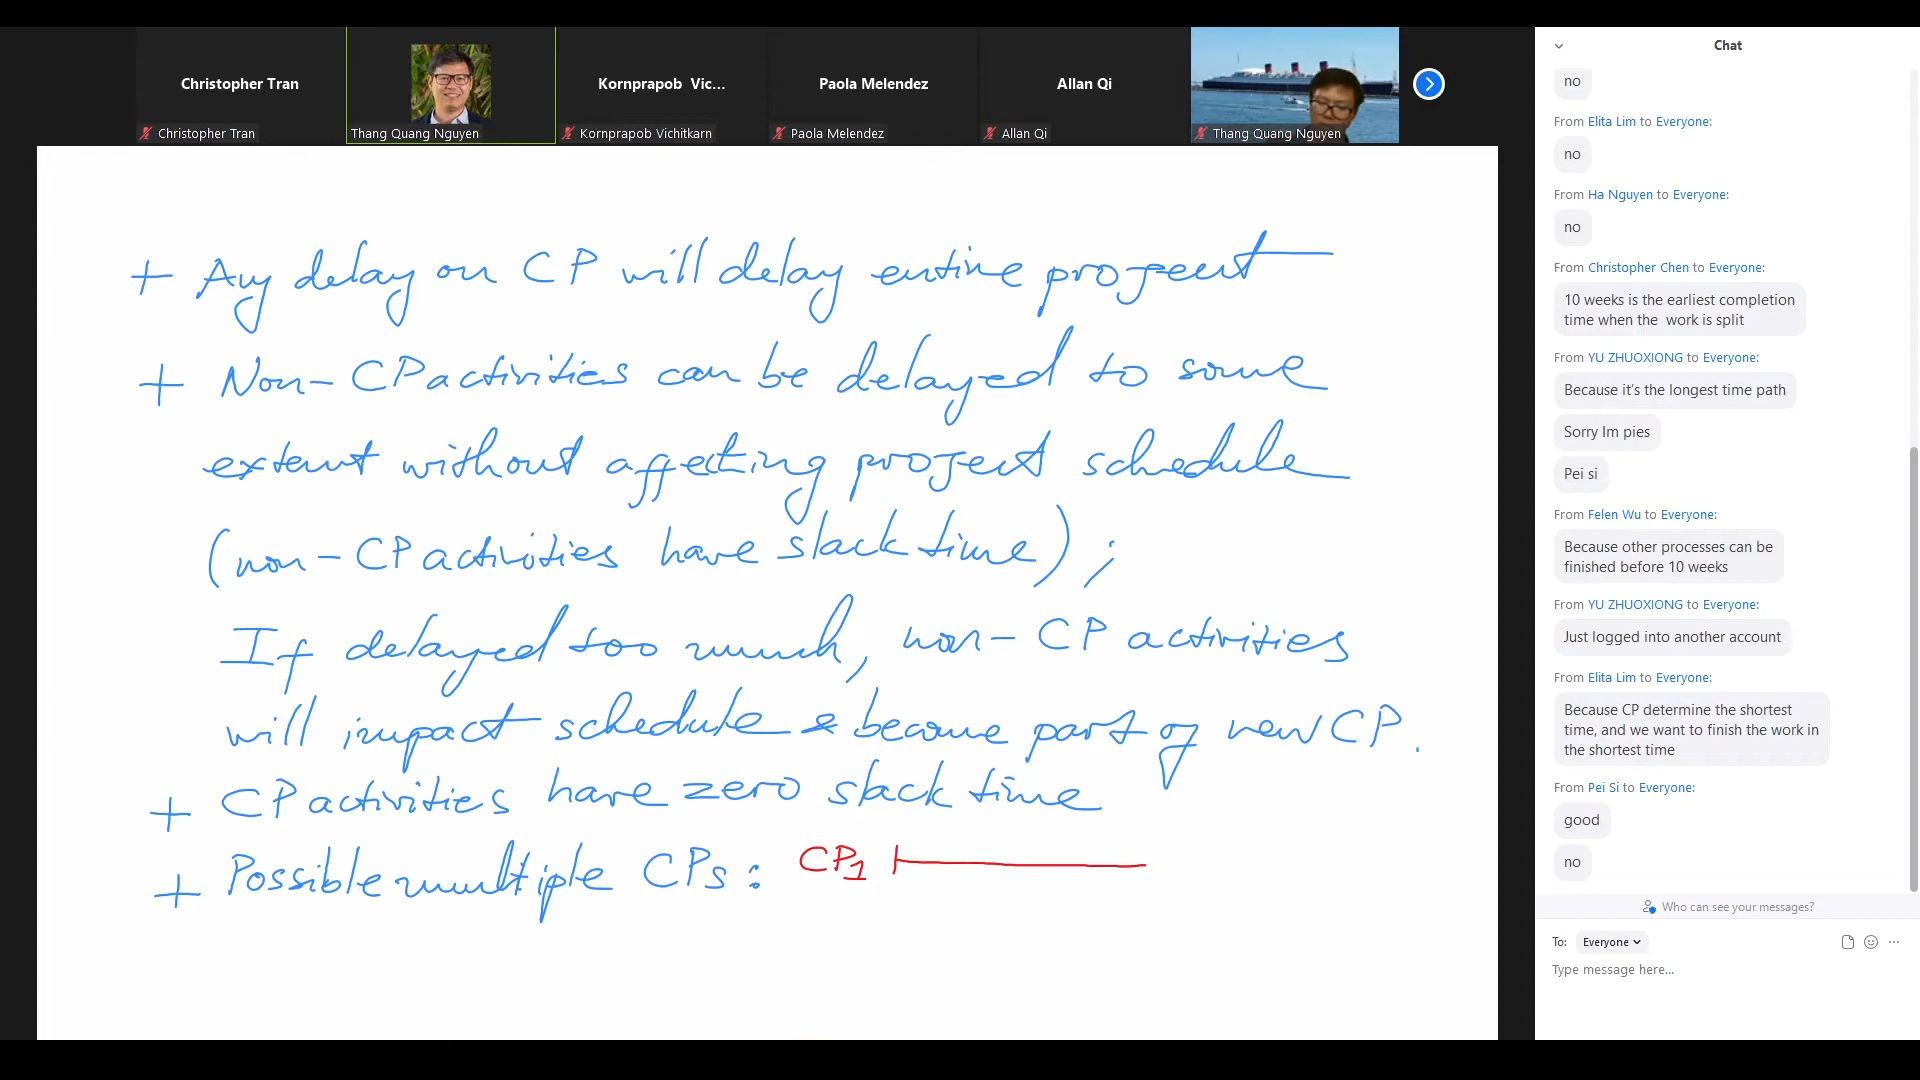 Christopher Tran
Kornprapob Vic...
Paola Melendez
Allan Qi
Christopher Tran
Thang Quang Nguyen
Kornprapob Vichitkarn
Paola Melendez
Allan Qi
Thang Quang Nguyen
+ Any delay on CP will delay entire project
+ Non-CP activities can be delayed to some
extent without affecting project schedule
(non-CP activities have slack time);
If delayed too much, non-CP activities
will impact schedule & become part of new CP.
+ CP activities have zero slack time
+ Possible multiple CPs: CP1
Chat
no
From Elita Lim to Everyone:
no
From Ha Nguyen to Everyone:
no
From Christopher Chen to Everyone:
10 weeks is the earliest completion
time when the work is split
From YU ZHUOXIONG to Everyone:
Because it's the longest time path
Sorry Im pies
Pei si
From Felen Wu to Everyone:
Because other processes can be
finished before 10 weeks
From YU ZHUOXIONG to Everyone:
Just logged into another account
From Elita Lim to Everyone:
Because CP determine the shortest
time, and we want to finish the work in
the shortest time
From Pei Si to Everyone:
good
no
Who can see your messages?
To: Everyone
Type message here...